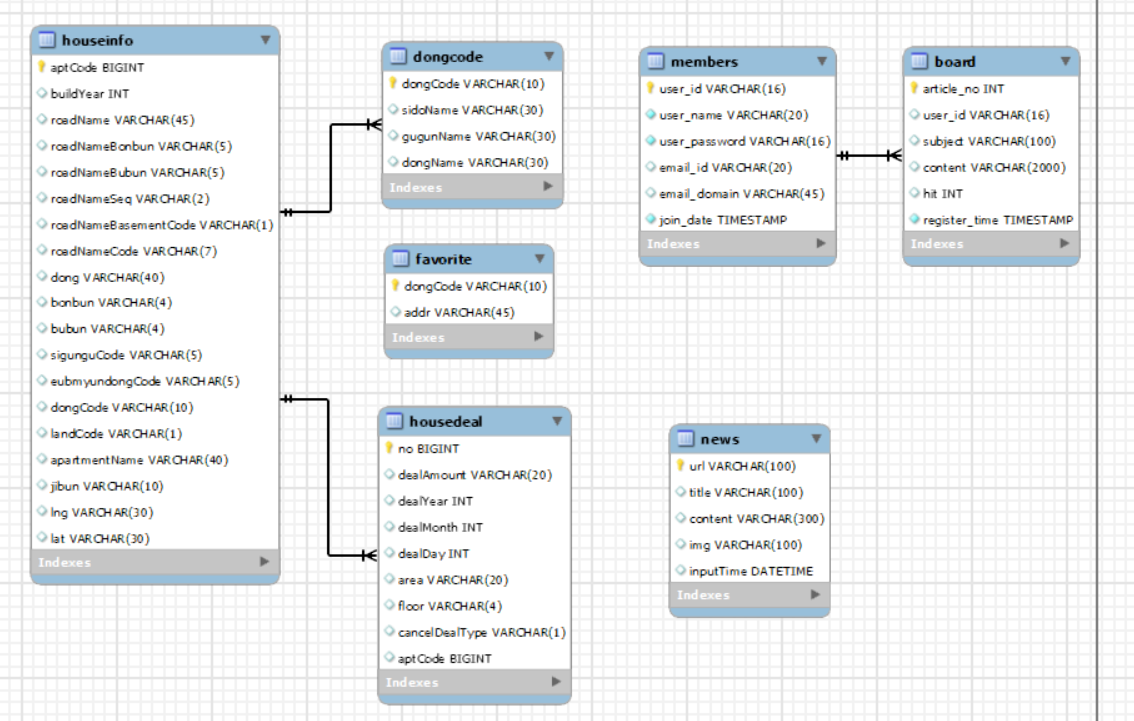 houseinfo
aptCode BIGINT
buildYear INT
roadName VARCHAR(45)
roadNameBonbun VARCHAR(5)
roadNameBubun VARCHAR(5)
roadNameSeq VARCHAR(2)
roadNameBasementCode VARCHAR(1)
roadNameCode VARCHAR(7)
dong VARCHAR(40)
bonbun VARCHAR(4)
bubun VARCHAR(4)
sigunguCode VARCHAR(5)
eubmyundongCode VARCHAR(5)
dongCode VARCHAR(10)
landCode VARCHAR(1)
apartmentName VARCHAR(40)
jibun VARCHAR(10)
lng VARCHAR(30)
lat VARCHAR(30)
Indexes
dongcode
dongCode VARCHAR(10)
sidoName VARCHAR(30)
gugunName VARCHAR(30)
dongName VARCHAR(30)
Indexes
favorite
dongCode VARCHAR(10)
addr VARCHAR(45)
Indexes
housedeal
no BIGINT
dealAmount VARCHAR(20)
dealYear INT
dealMonth INT
dealDay INT
area VARCHAR(20)
floor VARCHAR(4)
cancelDealType VARCHAR(1)
aptCode BIGINT
Indexes
members
user_id VARCHAR(16)
user_name VARCHAR(20)
user_password VARCHAR(16)
email_id VARCHAR(20)
email_domain VARCHAR(45)
join_date TIMESTAMP
Indexes
board
article_no INT
user_id VARCHAR(16)
subject VARCHAR(100)
content VARCHAR(2000)
hit INT
register_time TIMESTAMP
Indexes
news
url VARCHAR(100)
title VARCHAR(100)
content VARCHAR(300)
img VARCHAR(100)
inputTime DATETIME
Indexes